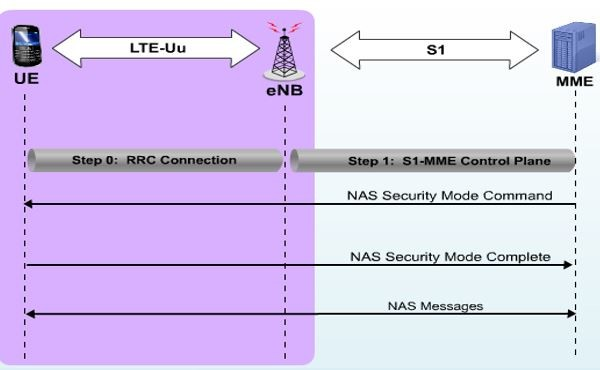 LTE-Uu
S1
UE
eNB
MME
Step 0: RRC Connection
Step 1: S1-MME Control Plane
NAS Security Mode Command
NAS Security Mode Complete
NAS Messages